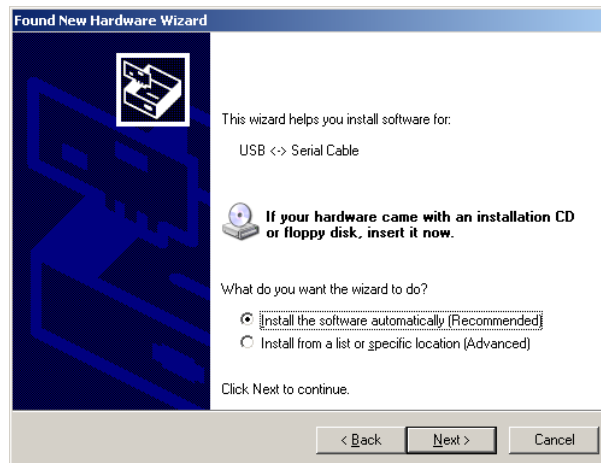 Found New Hardware Wizard
This wizard helps you install software for:
USB <-> Serial Cable
If your hardware came with an installation CD
or floppy disk, insert it now.
What do you want the wizard to do?
Install the software automatically (Recommended)
Install from a list or specific location (Advanced)
Click Next to continue.
< Back Next > Cancel